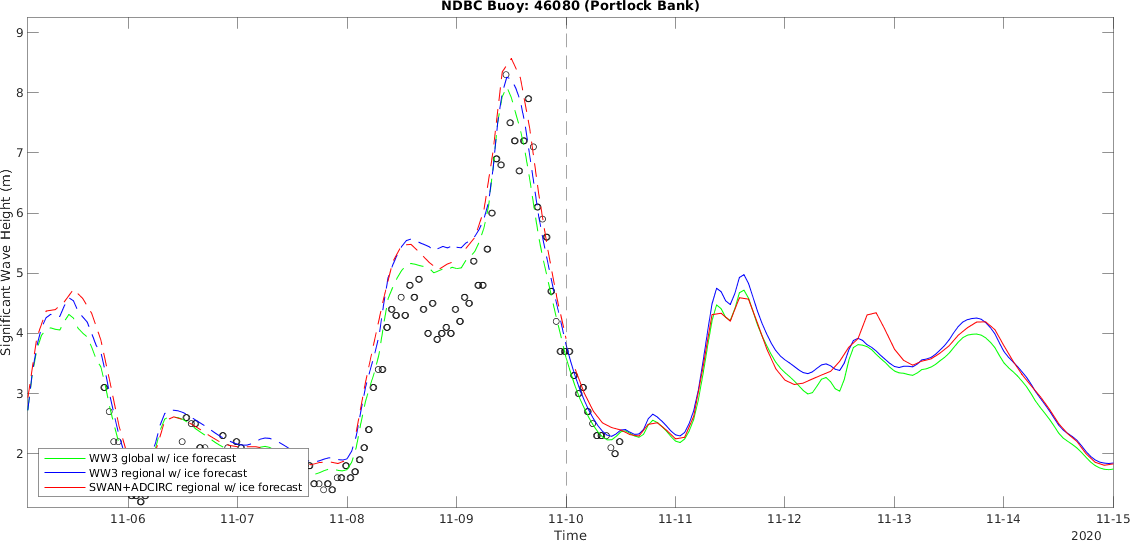 NDBC Buoy: 46080 (Portlock Bank)
Significant Wave Height (m)
9
8
7
6
5
4
3
2
WW3 global w/ ice forecast
WW3 regional w/ ice forecast
SWAN+ADCIRC regional w/ ice forecast
11-06 11-07 11-08 11-09 11-10 11-11 11-12 11-13 11-14 11-15
Time
2020